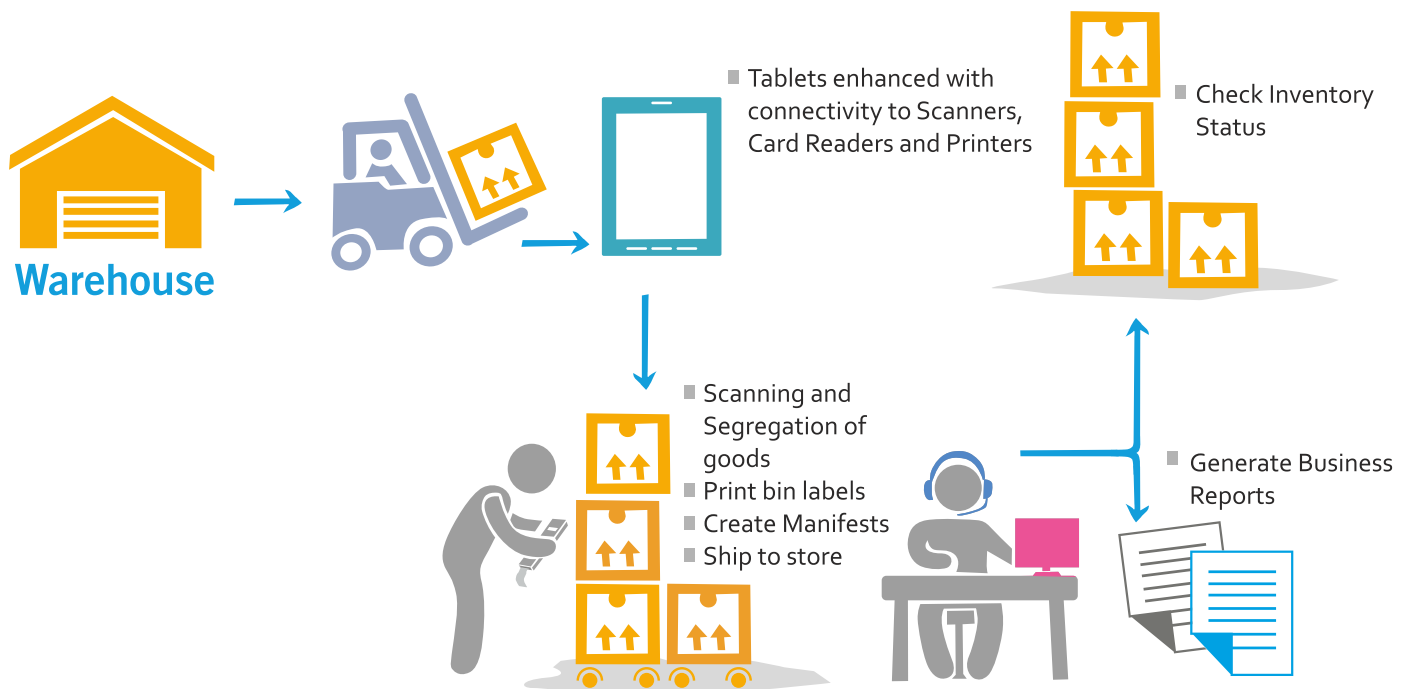 Warehouse
Tablets enhanced with
connectivity to Scanners,
Card Readers and Printers
Check Inventory
Status
Scanning and
Segregation of
goods
Print bin labels
Create Manifests
Ship to store
Generate Business
Reports